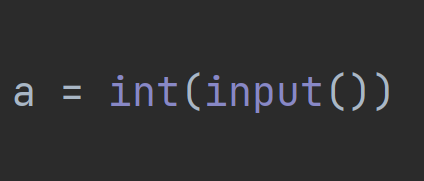 a = int(input())